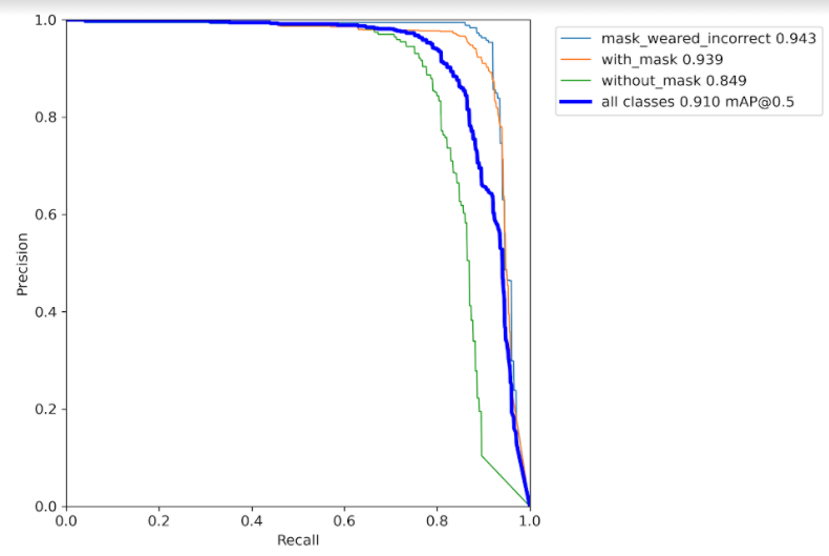 mask_weared_incorrect 0.943
with_mask 0.939
without_mask 0.849
all classes 0.910 mAP@0.5
1.0
0.8
0.6
0.4
0.2
0.0
Precision
0.0 0.2 0.4 0.6 0.8 1.0
Recall